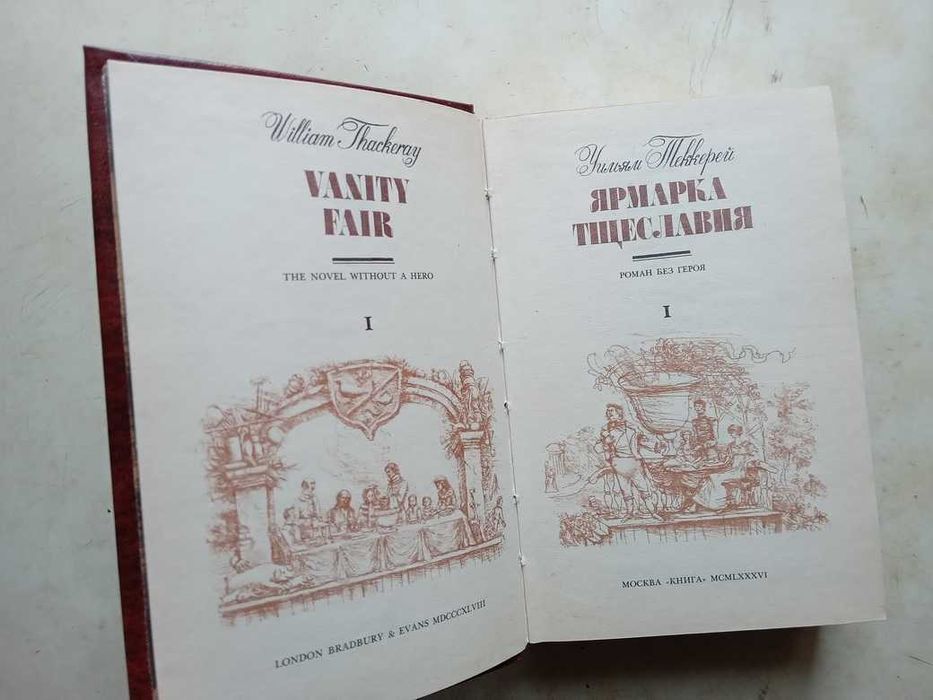 William Thackeray
VANITY
FAIR
THE NOVEL WITHOUT A HERO
I
LONDON BRADBURY & EVANS MDCCCXLVIII
Уильям Теккерей
ЯРМАРКА
ТЩЕСЛАВИЯ
РОМАН БЕЗ ГЕРОЯ
I
МОСКВА «КНИГА» MCMLXXXVI